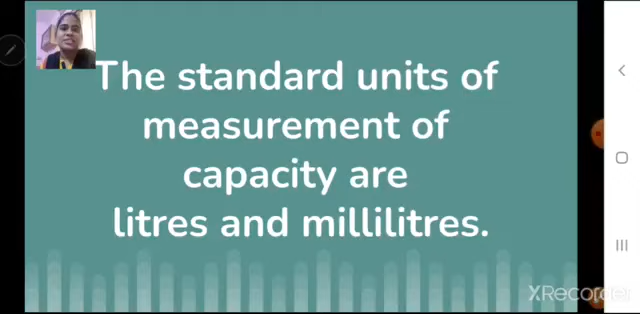 The standard units of
measurement of
capacity are
litres and millilitres.
XRecorder